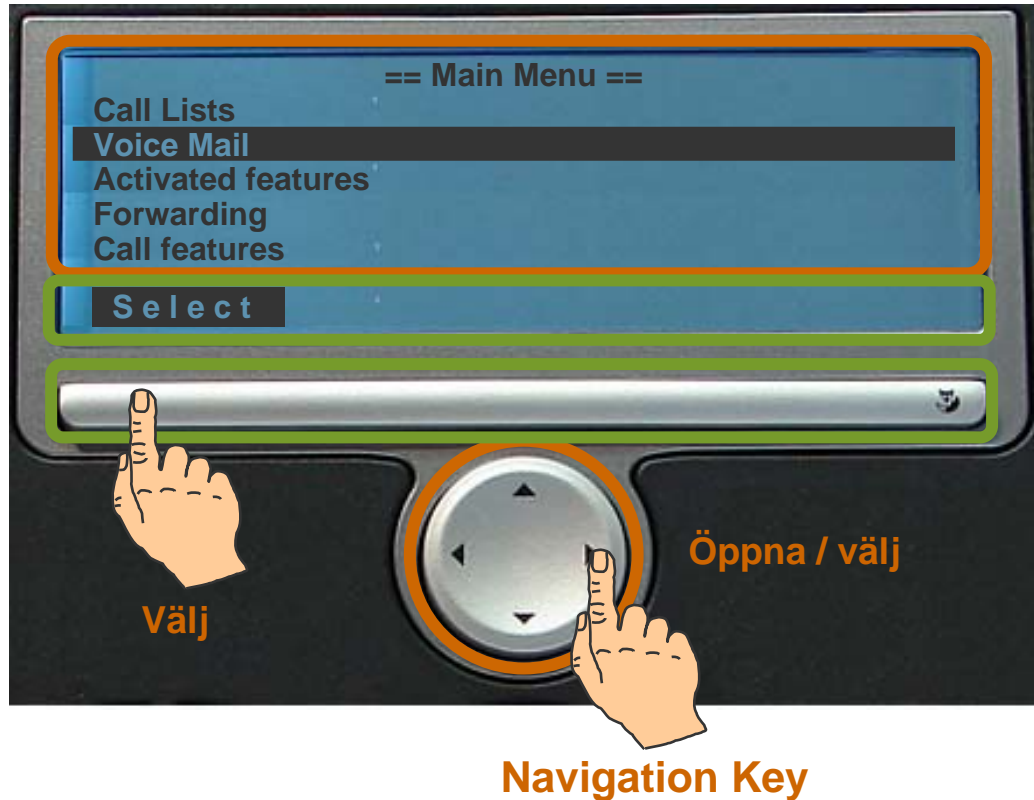 == Main Menu ==
Call Lists
Voice Mail
Activated features
Forwarding
Call features
Select
Öppna / välj
Välj
Navigation Key